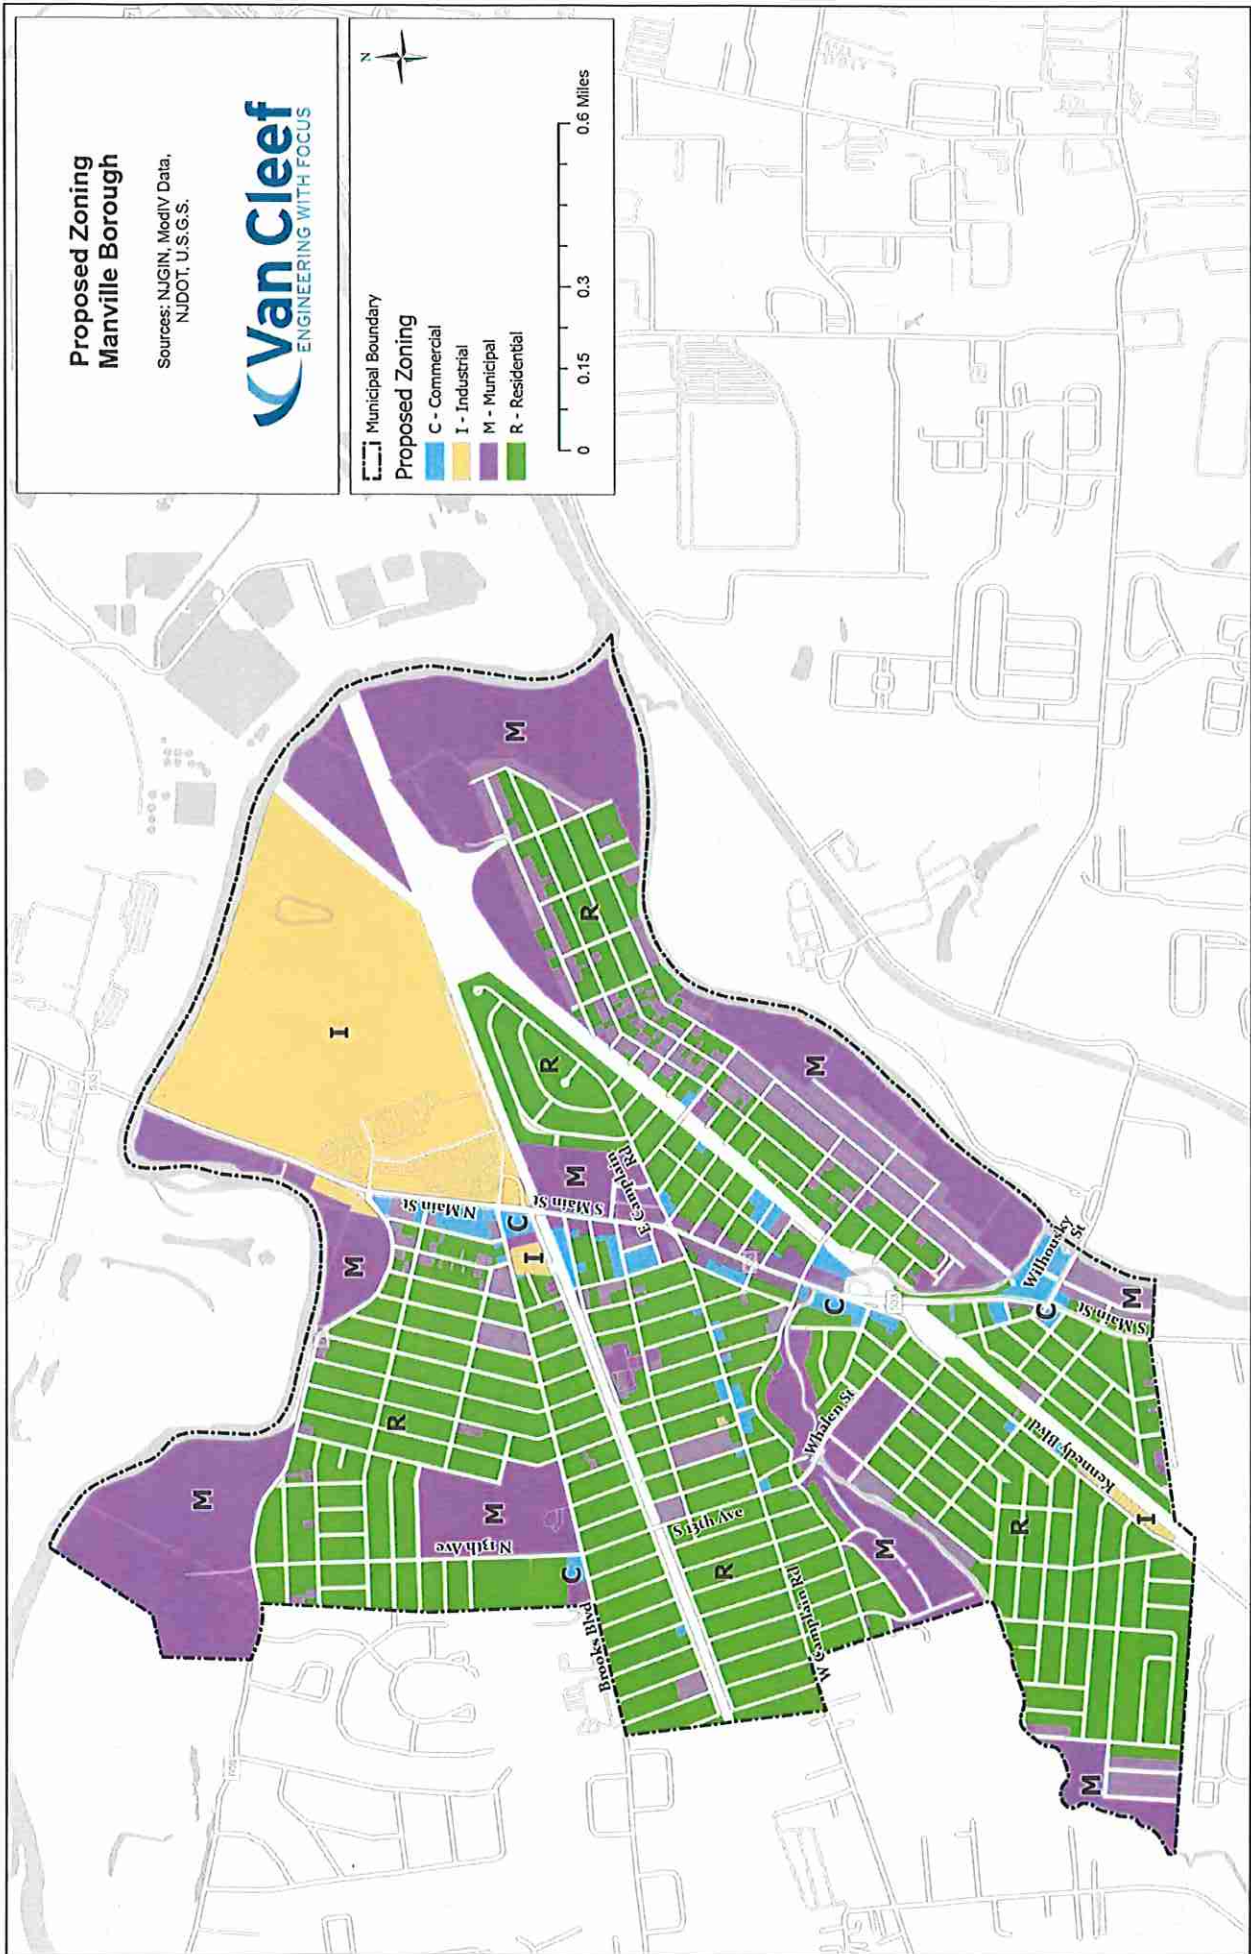 Proposed Zoning
Manville Borough
Sources: NJGIN, ModIV Data,
NJDOT, U.S.G.S.
Van Cleef
ENGINEERING WITH FOCUS
N
Municipal Boundary
Proposed Zoning
C - Commercial
I - Industrial
M - Municipal
R - Residential
0
0.15
0.3
0.6 Miles
M
I
M
M
R
R
M
M
N Main St
C
I
S Main St
E Camplain
Rd
M
R
M
N 13th Ave
C
Brooks Blvd
S 13th Ave
R
W Camplain Rd
Whalen St
M
C
Wilhousky
St
C
M
S Main St
Kennedy Blvd
R
I
M